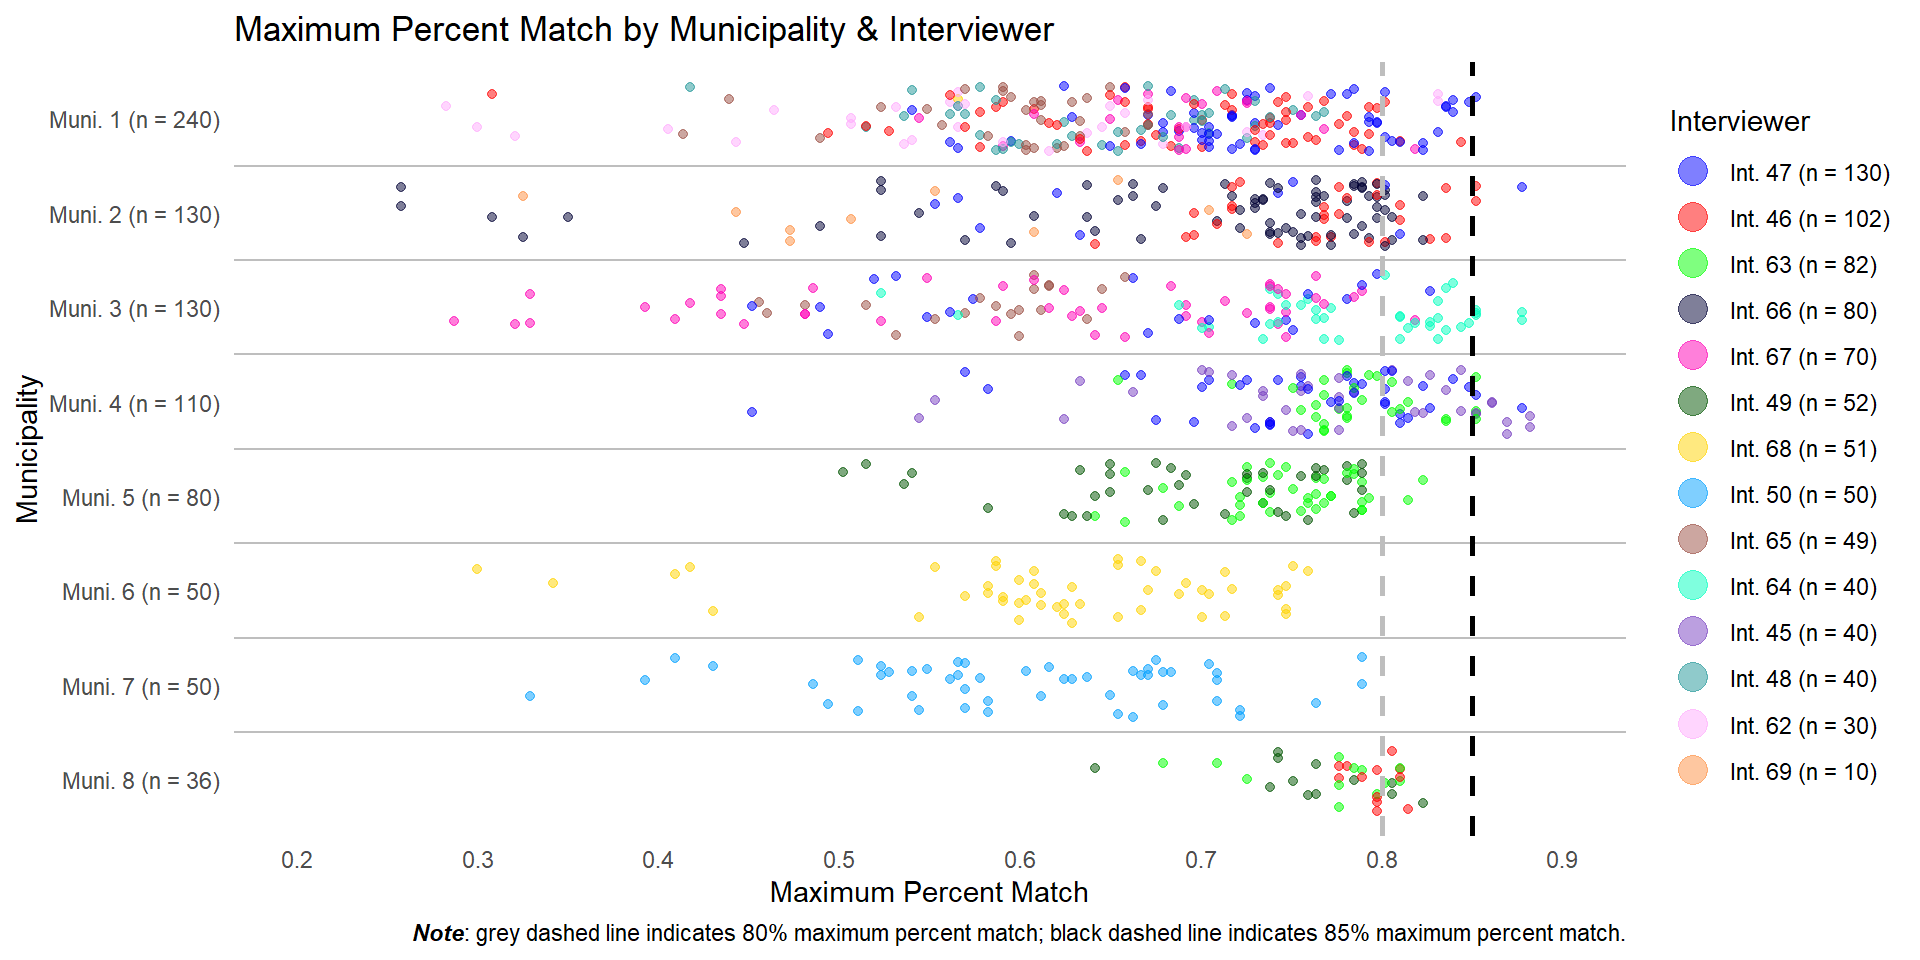 Maximum Percent Match by Municipality & Interviewer
Municipality
Muni. 1 (n = 240)
Muni. 2 (n = 130)
Muni. 3 (n = 130)
Muni. 4 (n = 110)
Muni. 5 (n = 80)
Muni. 6 (n = 50)
Muni. 7 (n = 50)
Muni. 8 (n = 36)
0.2 0.3 0.4 0.5 0.6 0.7 0.8 0.9
Maximum Percent Match
Note: grey dashed line indicates 80% maximum percent match; black dashed line indicates 85% maximum percent match.
Interviewer
Int. 47 (n = 130)
Int. 46 (n = 102)
Int. 63 (n = 82)
Int. 66 (n = 80)
Int. 67 (n = 70)
Int. 49 (n = 52)
Int. 68 (n = 51)
Int. 50 (n = 50)
Int. 65 (n = 49)
Int. 64 (n = 40)
Int. 45 (n = 40)
Int. 48 (n = 40)
Int. 62 (n = 30)
Int. 69 (n = 10)